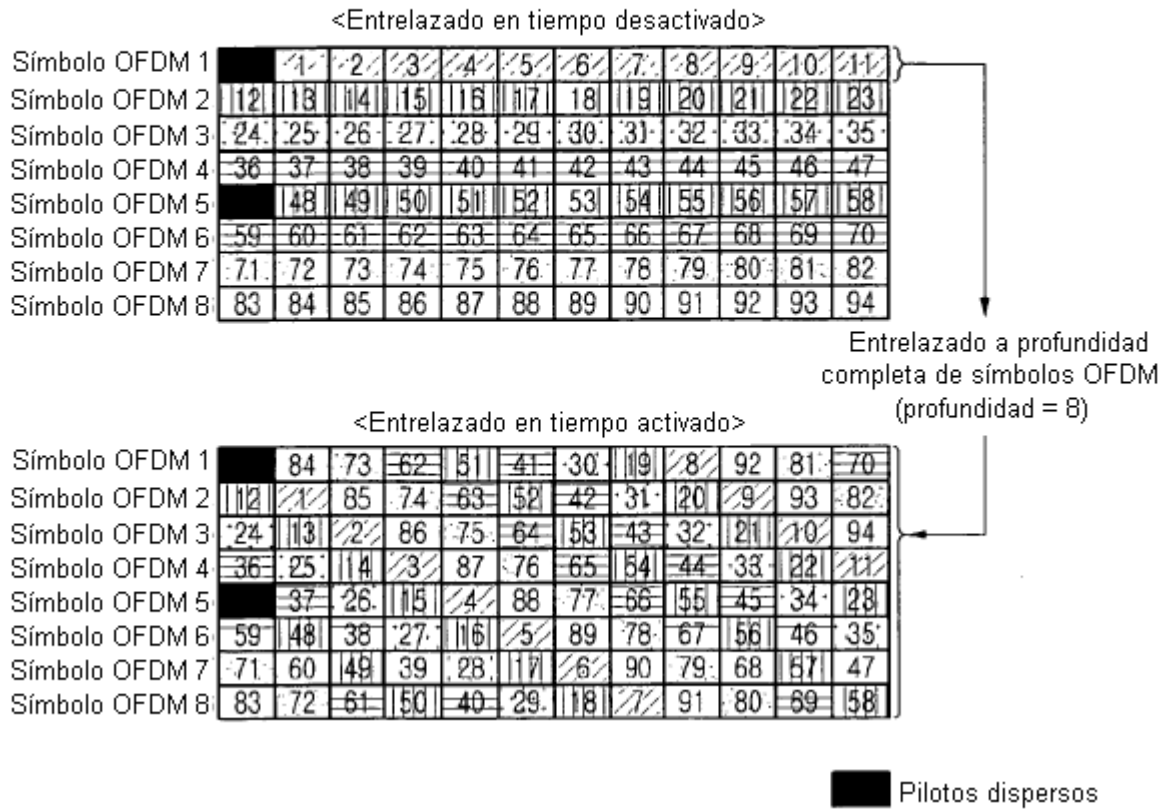 <Entrelazado en tiempo desactivado>
Símbolo OFDM 1 1 2 3 4 5 6 7 8 9 10 11
Símbolo OFDM 2 12 13 14 15 16 17 18 19 20 21 22 23
Símbolo OFDM 3 24 25 26 27 28 29 30 31 32 33 34 35
Símbolo OFDM 4 36 37 38 39 40 41 42 43 44 45 46 47
Símbolo OFDM 5 48 49 50 51 52 53 54 55 56 57 58
Símbolo OFDM 6 59 60 61 62 63 64 65 66 67 68 69 70
Símbolo OFDM 7 71 72 73 74 75 76 77 78 79 80 81 82
Símbolo OFDM 8 83 84 85 86 87 88 89 90 91 92 93 94
Entrelazado a profundidad
completa de símbolos OFDM
(profundidad = 8)
<Entrelazado en tiempo activado>
Símbolo OFDM 1 84 73 62 51 41 30 19 8 92 81 70
Símbolo OFDM 2 12 1 85 74 63 52 42 31 20 9 93 82
Símbolo OFDM 3 24 13 2 86 75 64 53 43 32 21 10 94
Símbolo OFDM 4 36 25 14 3 87 76 65 54 44 33 22 11
Símbolo OFDM 5 37 26 15 4 88 77 66 55 45 34 23
Símbolo OFDM 6 59 48 38 27 16 5 89 78 67 56 46 35
Símbolo OFDM 7 71 60 49 39 28 17 6 90 79 68 57 47
Símbolo OFDM 8 83 72 61 50 40 29 18 7 91 80 69 58
Pilotos dispersos